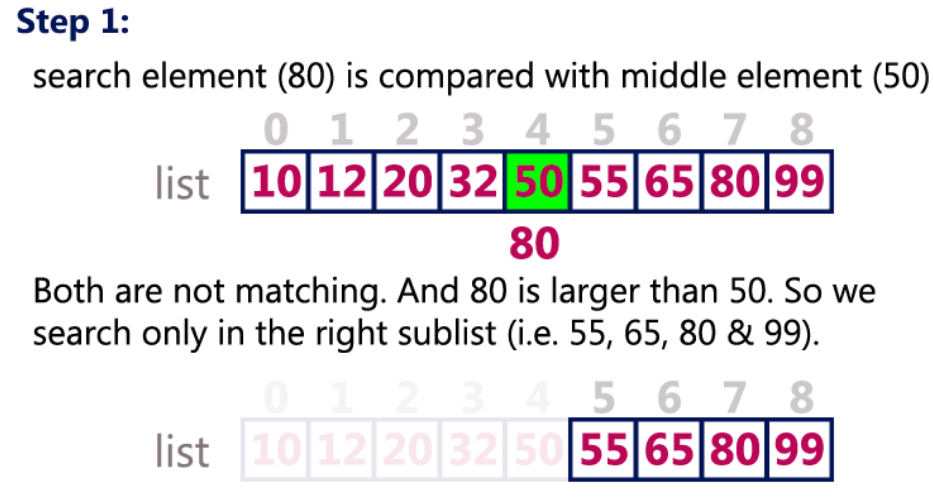 Step 1:
search element (80) is compared with middle element (50)
0 1 2 3 4 5 6 7 8
list 10 12 20 32 50 55 65 80 99
80
Both are not matching. And 80 is larger than 50. So we
search only in the right sublist (i.e. 55, 65, 80 & 99).
0 1 2 3 4 5 6 7 8
list 10 12 20 32 50 55 65 80 99